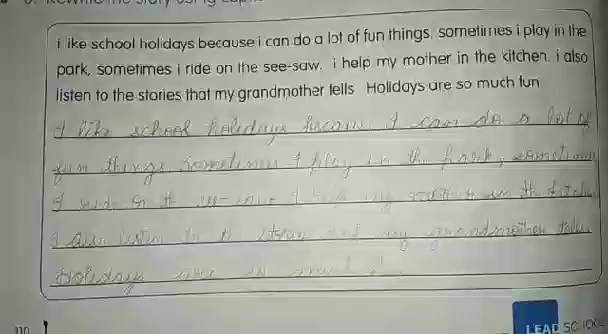 i ike school holidays because i can do a lot of fun things. sometimes i play in the
park, sometimes i ride on the see-saw. i help my mother in the kitchen. i also
listen to the stories that my grandmother tells Holidays are so much fun
I like school holidays because I can do a lot of
fun things sometimes I play in the park, sometimes
I ride on the see-saw I help my mother in the kitchen
I also listen to the my grandmother tells
Holidays are so much
110
LEAD SCHOOL